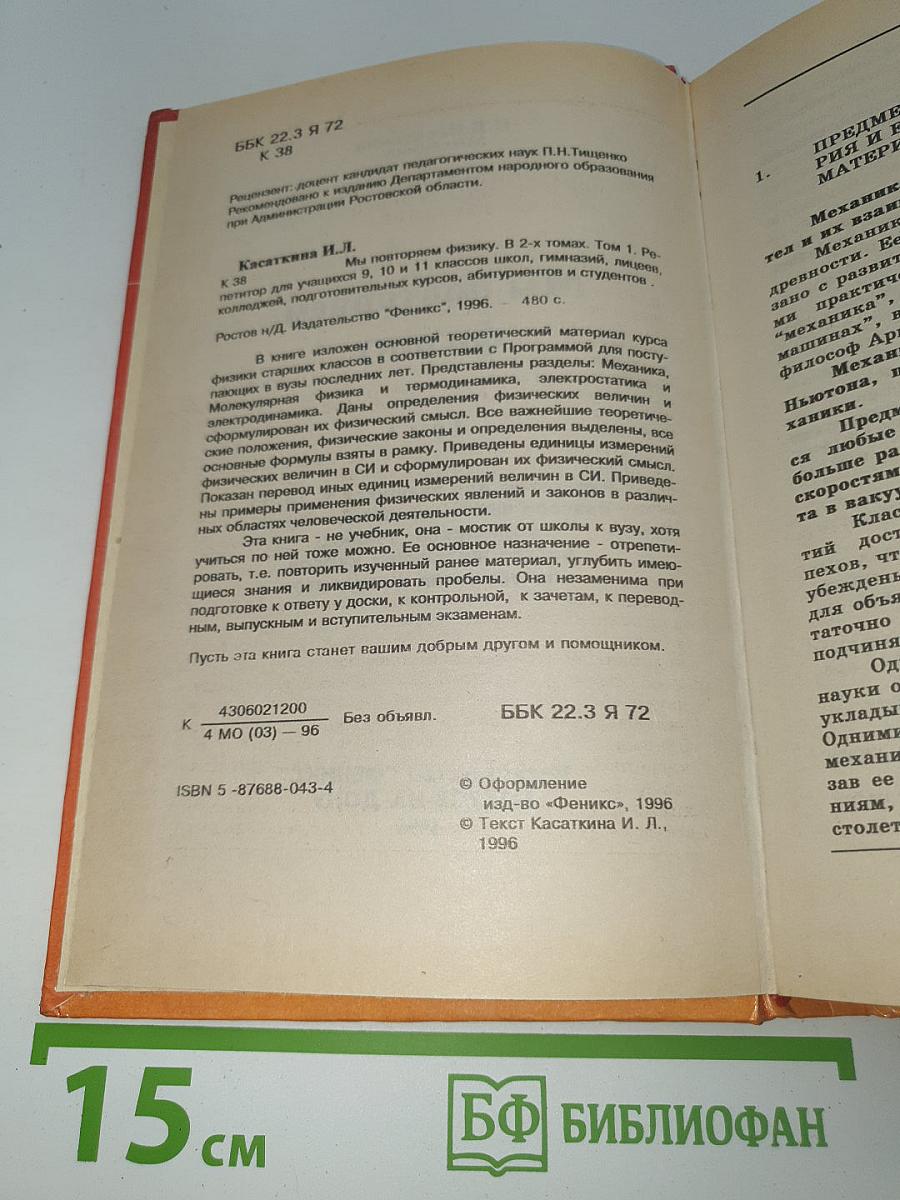 ББК 22.3 Я 72
К 38
Рецензент: доцент кандидат педагогических наук П.Н.Тищенко
Рекомендовано к изданию Департаментом народного образования
при Администрации Ростовской области.
Касаткина И.Л.
К 38
Мы повторяем физику. В 2-х томах. Том 1. Ре-
петитор для учащихся 9, 10 и 11 классов школ, гимназий, лицеев,
колледжей, подготовительных курсов, абитуриентов и студентов .
Ростов н/Д. Издательство "Феникс", 1996. - 480 с.
В книге изложен основной теоретический материал курса
физики старших классов в соответствии с Программой для посту-
пающих в вузы последних лет. Представлены разделы: Механика,
Молекулярная физика и термодинамика, электростатика и
электродинамика. Даны определения физических величин и
сформулирован их физический смысл. Все важнейшие теоретиче-
ские положения, физические законы и определения выделены, все
основные формулы взяты в рамку. Приведены единицы измерений
физических величин в СИ и сформулирован их физический смысл.
Показан перевод иных единиц измерений величин в СИ. Приведе-
ны примеры применения физических явлений и законов в различ-
ных областях человеческой деятельности.
Эта книга - не учебник, она - мостик от школы к вузу, хотя
учиться по ней тоже можно. Ее основное назначение - отрепети-
ровать, т.е. повторить изученный ранее материал, углубить имею-
щиеся знания и ликвидировать пробелы. Она незаменима при
подготовке к ответу у доски, к контрольной, к зачетам, к перевод-
ным, выпускным и вступительным экзаменам.
Пусть эта книга станет вашим добрым другом и помощником.
К 4306021200
4 МО (03) — 96
Без объявл.
ББК 22.3 Я 72
ISBN 5 -87688-043-4
© Оформление
изд-во «Феникс», 1996
© Текст Касаткина И. Л.,
1996
1. ПРЕДМЕ
РИЯ И Е
МАТЕРИ
Механика
тел и их взаи
Механик
древности. Ее
зано с развит
ми практиче
"механика",
машинах", в
философ Ар
Механи
Ньютона, п
ханики.
Предм
ся любые
больше ра
скоростям
та в вакуу
Клас
тий дост
пехов, чт
убеждень
для объя
таточно
подчиня
Од
науки о
укладыв
Одними
механи
зав ее
ниям,
столет
15 см
БФ БИБЛИОФАН